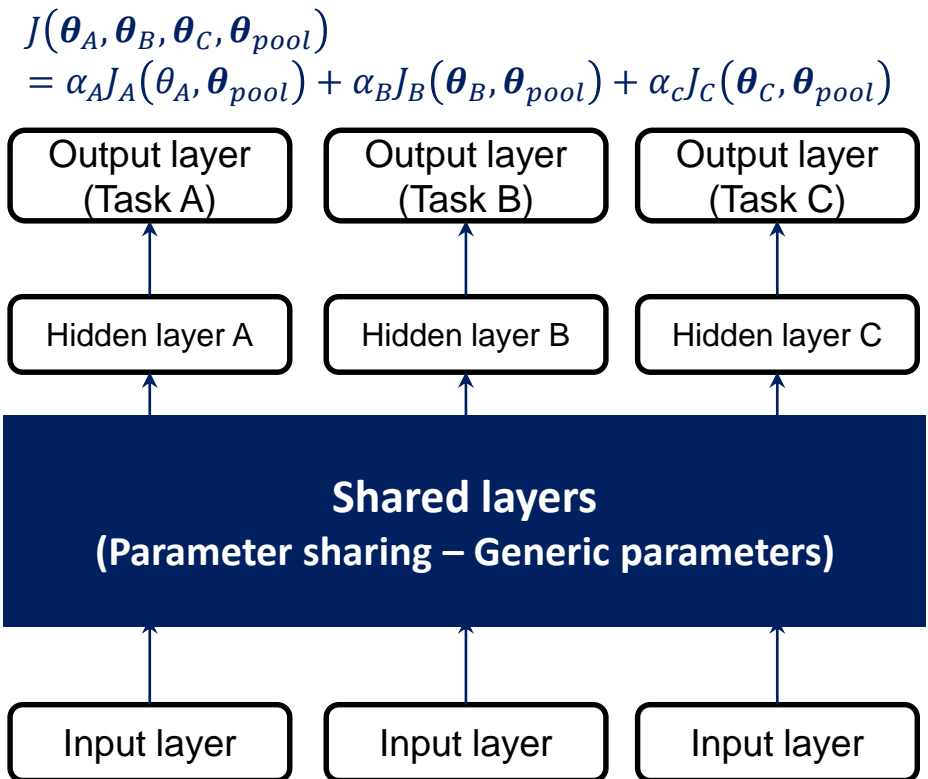 J(θ_A, θ_B, θ_C, θ_pool)
= α_A J_A(θ_A, θ_pool) + α_B J_B(θ_B, θ_pool) + α_c J_C(θ_C, θ_pool)
Output layer
(Task A)
Output layer
(Task B)
Output layer
(Task C)
Hidden layer A
Hidden layer B
Hidden layer C
Shared layers
(Parameter sharing – Generic parameters)
Input layer
Input layer
Input layer